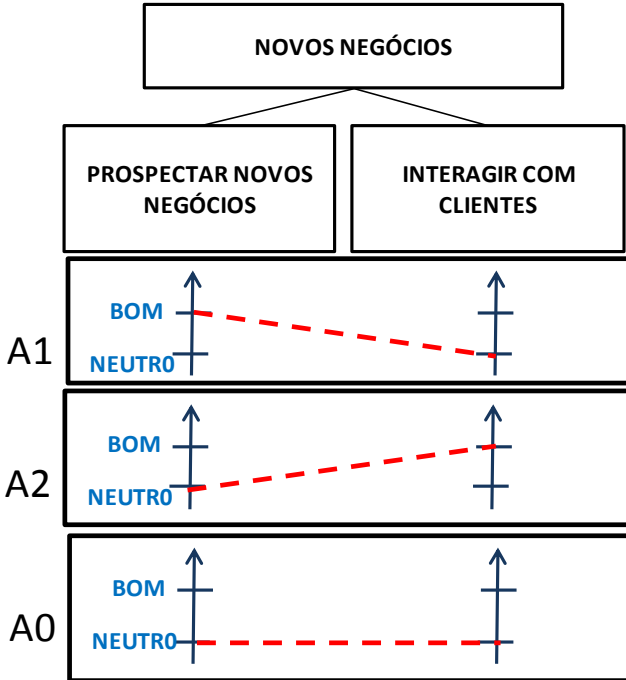 NOVOS NEGÓCIOS
PROSPECTAR NOVOS
NEGÓCIOS
INTERAGIR COM
CLIENTES
A1
BOM
NEUTR0
A2
BOM
NEUTR0
A0
BOM
NEUTR0